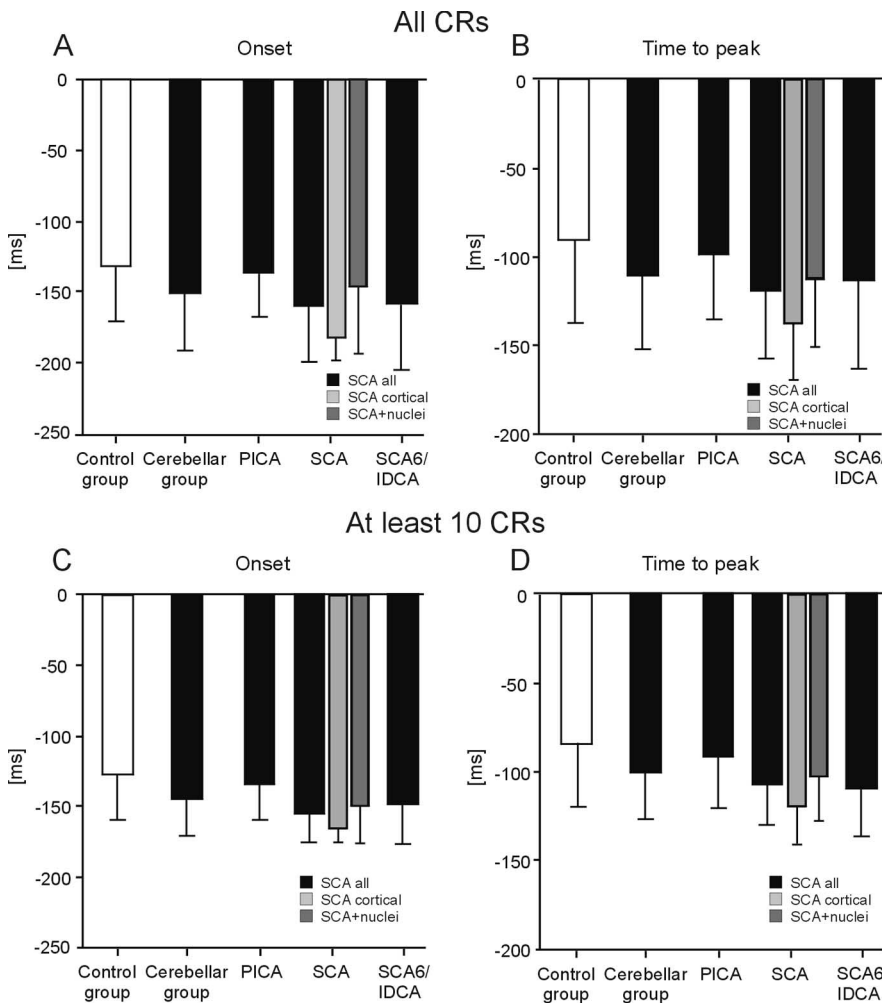 All CRs
A
Onset
0
-50
-100
-150
-200
-250
[ms]
SCA all
SCA cortical
SCA+nuclei
Control
group
Cerebellar
group
PICA
SCA
SCA6/
IDCA
B
Time to peak
0
-50
-100
-150
-200
[ms]
SCA all
SCA cortical
SCA+nuclei
Control
group
Cerebellar
group
PICA
SCA
SCA6/
IDCA
At least 10 CRs
C
Onset
0
-50
-100
-150
-200
-250
[ms]
SCA all
SCA cortical
SCA+nuclei
Control
group
Cerebellar
group
PICA
SCA
SCA6/
IDCA
D
Time to peak
0
-50
-100
-150
-200
[ms]
SCA all
SCA cortical
SCA+nuclei
Control
group
Cerebellar
group
PICA
SCA
SCA6/
IDCA